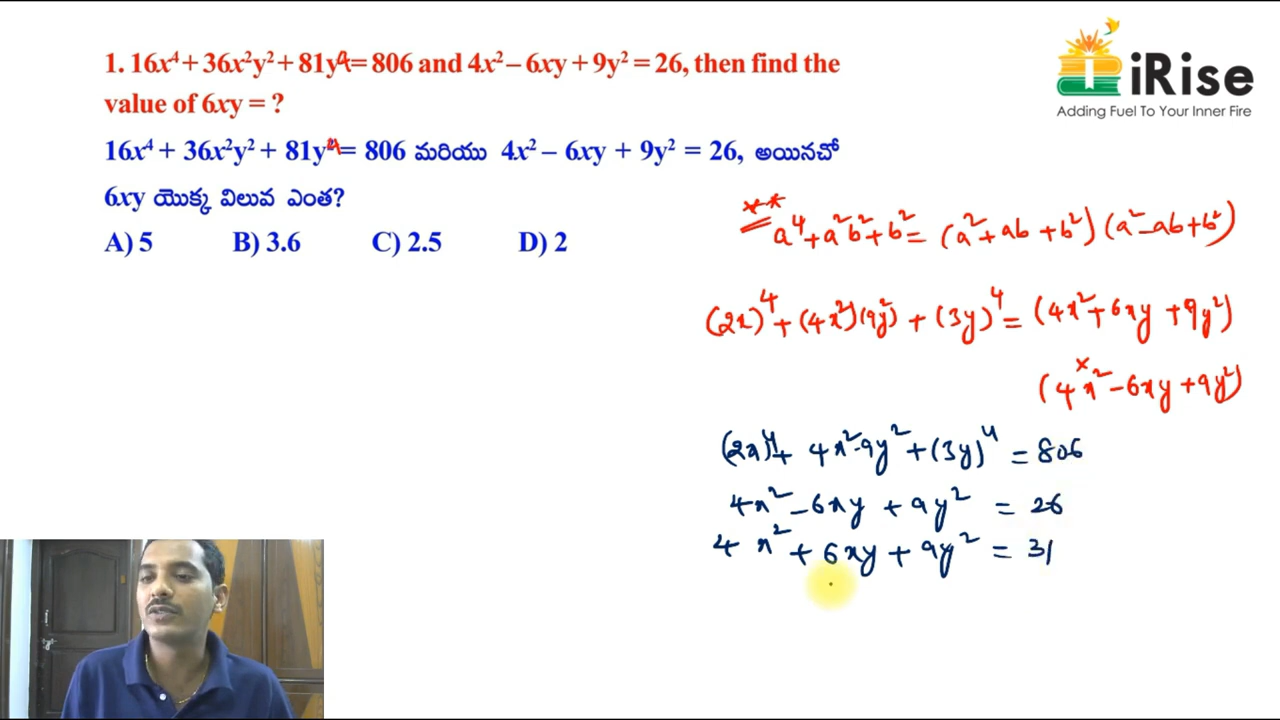 1. 16x⁴ + 36x²y² + 81y⁴ = 806 and 4x² – 6xy + 9y² = 26, then find the
value of 6xy = ?
16x⁴ + 36x²y² + 81y⁴ = 806 మరియు 4x² – 6xy + 9y² = 26, అయినచో
6xy యొక్క విలువ ఎంత?
A) 5 B) 3.6 C) 2.5 D) 2
iRise
Adding Fuel To Your Inner Fire
** a⁴ + a²b² + b² = (a² + ab + b²) (a² – ab + b²)
(2x)⁴ + (4x²)(9y²) + (3y)⁴ = (4x² + 6xy + 9y²)
×
(4x² – 6xy + 9y²)
(2x)⁴ + 4x² · 9y² + (3y)⁴ = 806
4x² – 6xy + 9y² = 26
4x² + 6xy + 9y² = 31